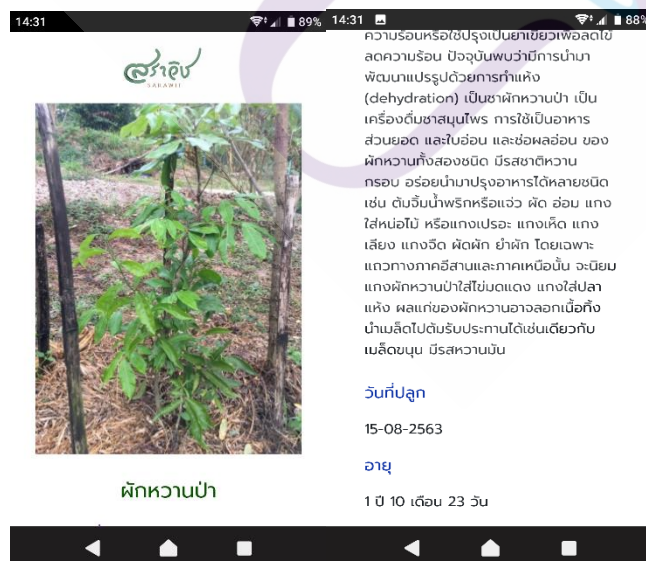 14:31
89%
สราญ
SARANII
ผักหวานป่า
14:31
88%
ความร้อนหรือใช้ปรุงเป็นยาเขียวเพื่อลดไข้
ลดความร้อน ปัจจุบันพบว่ามีการนำมา
พัฒนาแปรรูปด้วยการทำแห้ง
(dehydration) เป็นชาผักหวานป่า เป็น
เครื่องดื่มชาสมุนไพร การใช้เป็นอาหาร
ส่วนยอด และใบอ่อน และช่อผลอ่อน ของ
ผักหวานทั้งสองชนิด มีรสชาติหวาน
กรอบ อร่อยนำมาปรุงอาหารได้หลายชนิด
เช่น ต้มจิ้มน้ำพริกหรือแจ่ว ผัด อ่อม แกง
ใส่หน่อไม้ หรือแกงเปรอะ แกงเห็ด แกง
เลียง แกงจืด ผัดผัก ยำผัก โดยเฉพาะ
แถวทางภาคอีสานและภาคเหนือนั้น จะนิยม
แกงผักหวานป่าใส่ไข่มดแดง แกงใส่ปลา
แห้ง ผลแก่ของผักหวานอาจลอกเนื้อทิ้ง
นำเมล็ดไปต้มรับประทานได้เช่นเดียวกับ
เมล็ดขนุน มีรสหวานมัน
วันที่ปลูก
15-08-2563
อายุ
1 ปี 10 เดือน 23 วัน